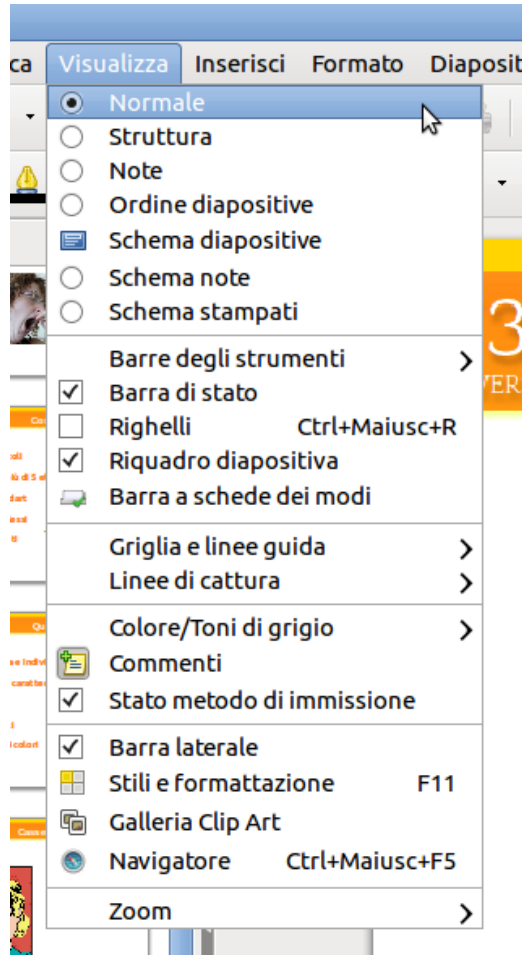 ca Visualizza Inserisci Formato Diaposit
Normale
Struttura
Note
Ordine diapositive
Schema diapositive
Schema note
Schema stampati
3
VER
Barre degli strumenti
Barra di stato
Righelli Ctrl+Maiusc+R
Riquadro diapositiva
Barra a schede dei modi
Griglia e linee guida
Linee di cattura
Colore/Toni di grigio
Commenti
Stato metodo di immissione
Barra laterale
Stili e formattazione F11
Galleria Clip Art
Navigatore Ctrl+Maiusc+F5
Zoom